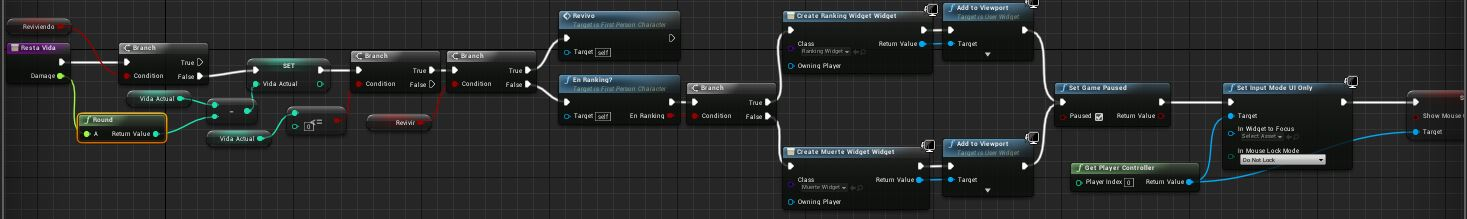 Reviviendo
Resta Vida
Damage
Branch
Condition
True
False
Vida Actual
Round
A
Return Value
-
SET
Vida Actual
Vida Actual
0
<=
Branch
Condition
True
False
Revivir
Branch
Condition
True
False
Revivo
Target is First Person Character
Target
self
En Ranking?
Target is First Person Character
Target
self
En Ranking
Branch
Condition
True
False
Create Ranking Widget Widget
Class
Ranking Widget
Return Value
Owning Player
Add to Viewport
Target is User Widget
Target
Create Muerte Widget Widget
Class
Muerte Widget
Return Value
Owning Player
Add to Viewport
Target is User Widget
Target
Set Game Paused
Paused
Return Value
Get Player Controller
Player Index
0
Return Value
Set Input Mode UI Only
Target
In Widget to Focus
Select Asset
In Mouse Lock Mode
Do Not Lock
Show Mouse
Target